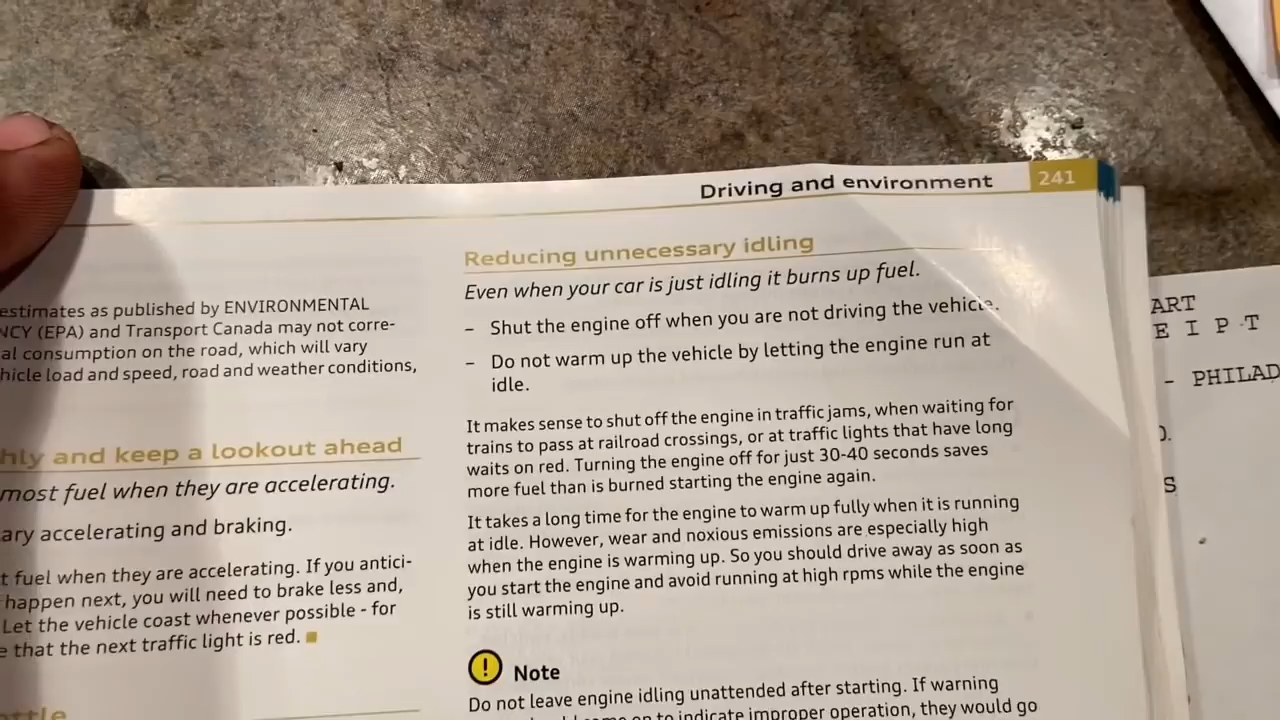 Driving and environment 241
estimates as published by ENVIRONMENTAL
(EPA) and Transport Canada may not corre-
consumption on the road, which will vary
load and speed, road and weather conditions,
and keep a lookout ahead
most fuel when they are accelerating.
accelerating and braking.
fuel when they are accelerating. If you antici-
happen next, you will need to brake less and,
Let the vehicle coast whenever possible - for
that the next traffic light is red.
Reducing unnecessary idling
Even when your car is just idling it burns up fuel.
– Shut the engine off when you are not driving the vehicle.
– Do not warm up the vehicle by letting the engine run at
idle.
It makes sense to shut off the engine in traffic jams, when waiting for
trains to pass at railroad crossings, or at traffic lights that have long
waits on red. Turning the engine off for just 30-40 seconds saves
more fuel than is burned starting the engine again.
It takes a long time for the engine to warm up fully when it is running
at idle. However, wear and noxious emissions are especially high
when the engine is warming up. So you should drive away as soon as
you start the engine and avoid running at high rpms while the engine
is still warming up.
Note
Do not leave engine idling unattended after starting. If warning
to indicate improper operation, they would go
ART
E I P T
- PHILAD
S